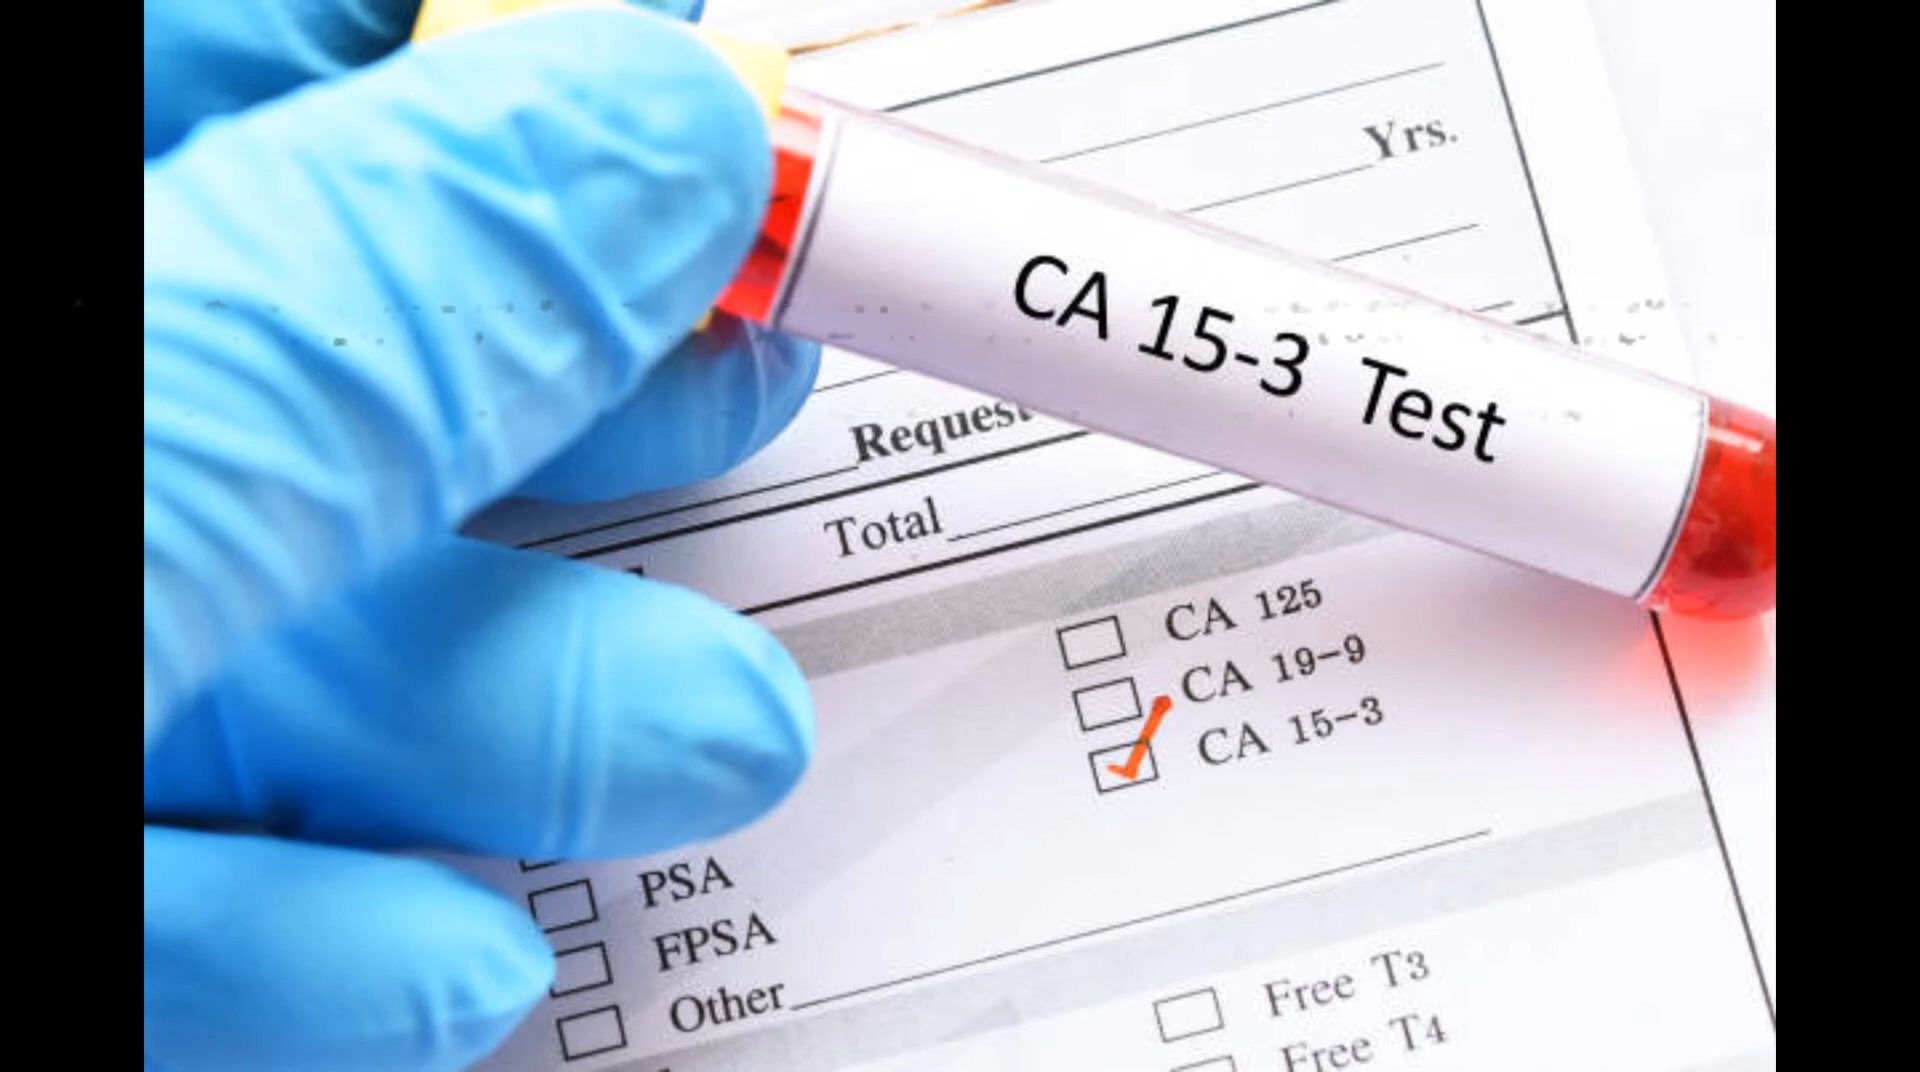 Yrs.
CA 15-3 Test
Request
Total
CA 125
CA 19-9
CA 15-3
PSA
FPSA
Other
Free T3
Free T4